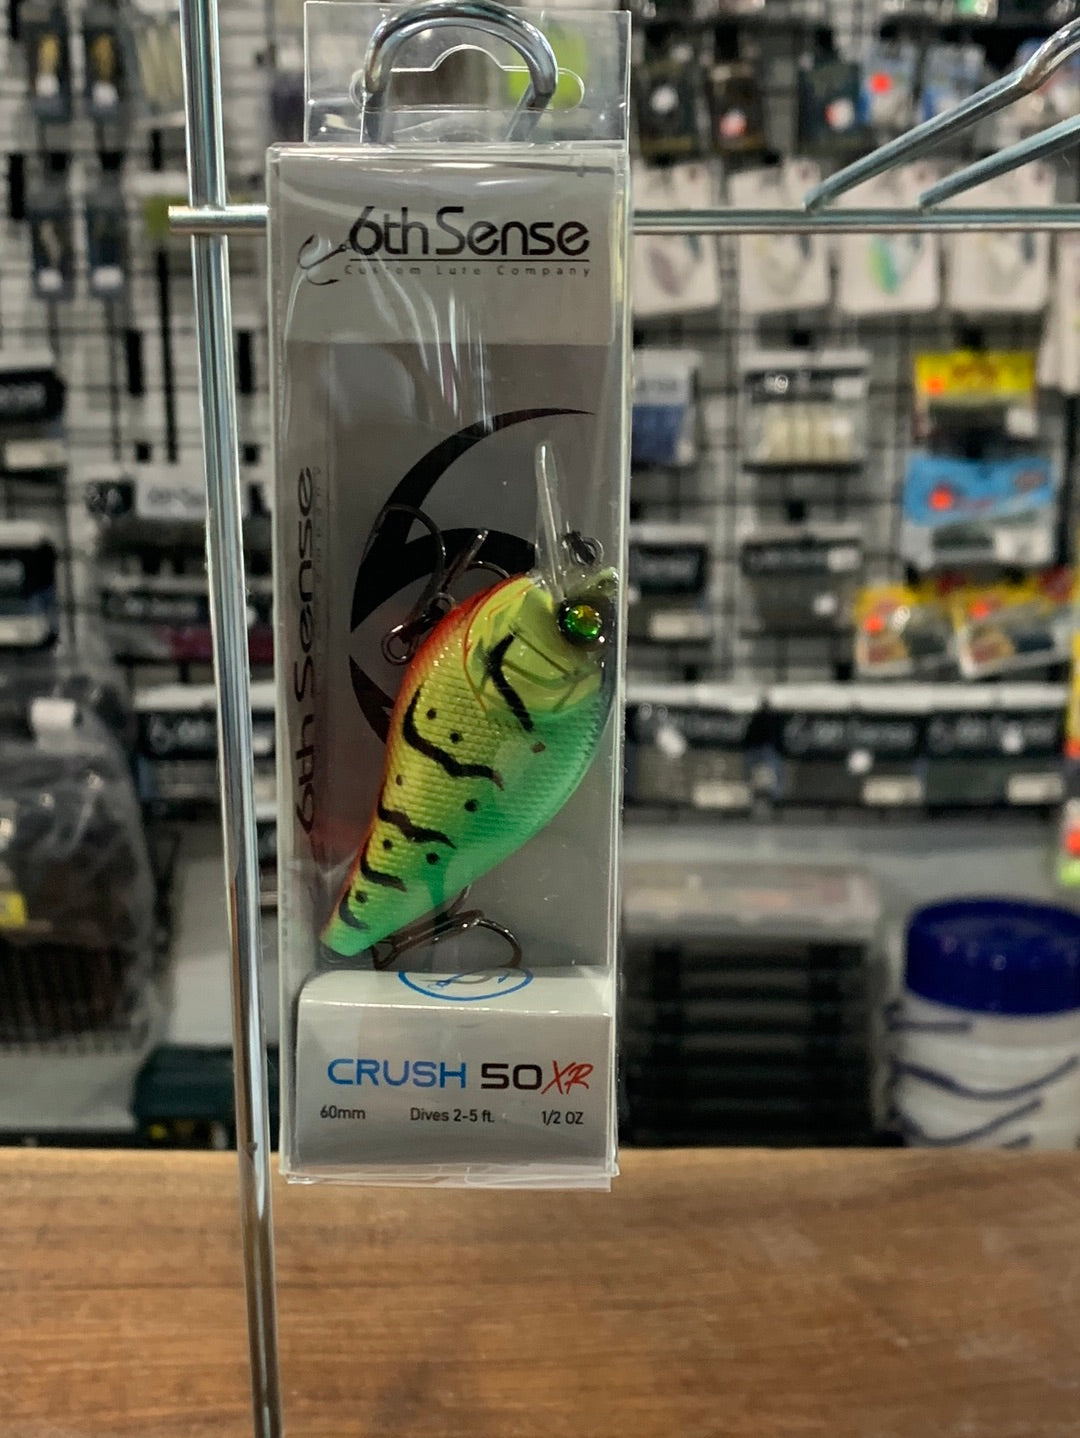 6th Sense
Custom Lure Company
6th Sense
CRUSH 50XR
60mm Dives 2-5 ft. 1/2 OZ